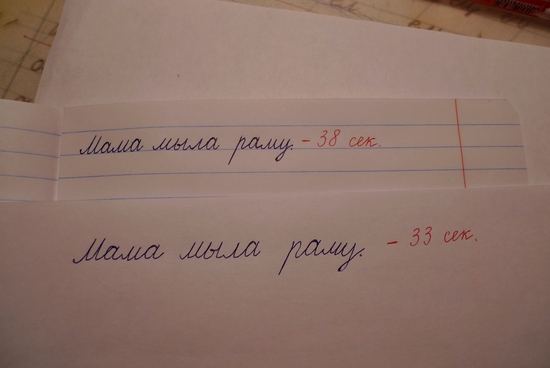 Мама мыла раму. - 38 сек.
Мама мыла раму. - 33 сек.